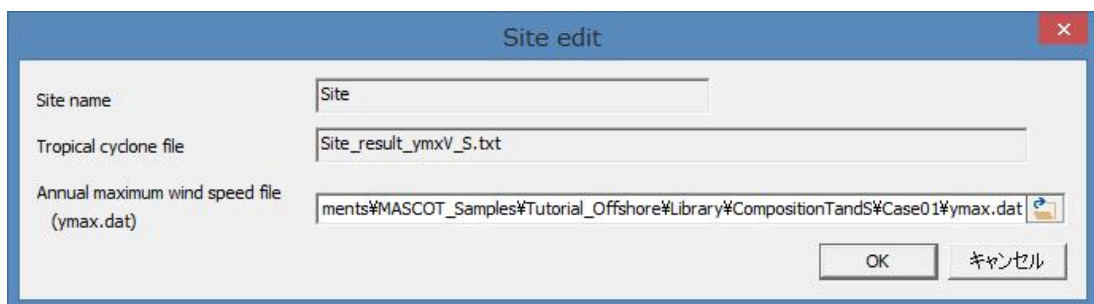 Site edit
Site name
Site
Tropical cyclone file
Site_result_ymxV_S.txt
Annual maximum wind speed file
(ymax.dat)
ments¥MASCOT_Samples¥Tutorial_Offshore¥Library¥CompositionTandS¥Case01¥ymax.dat
OK
キャンセル